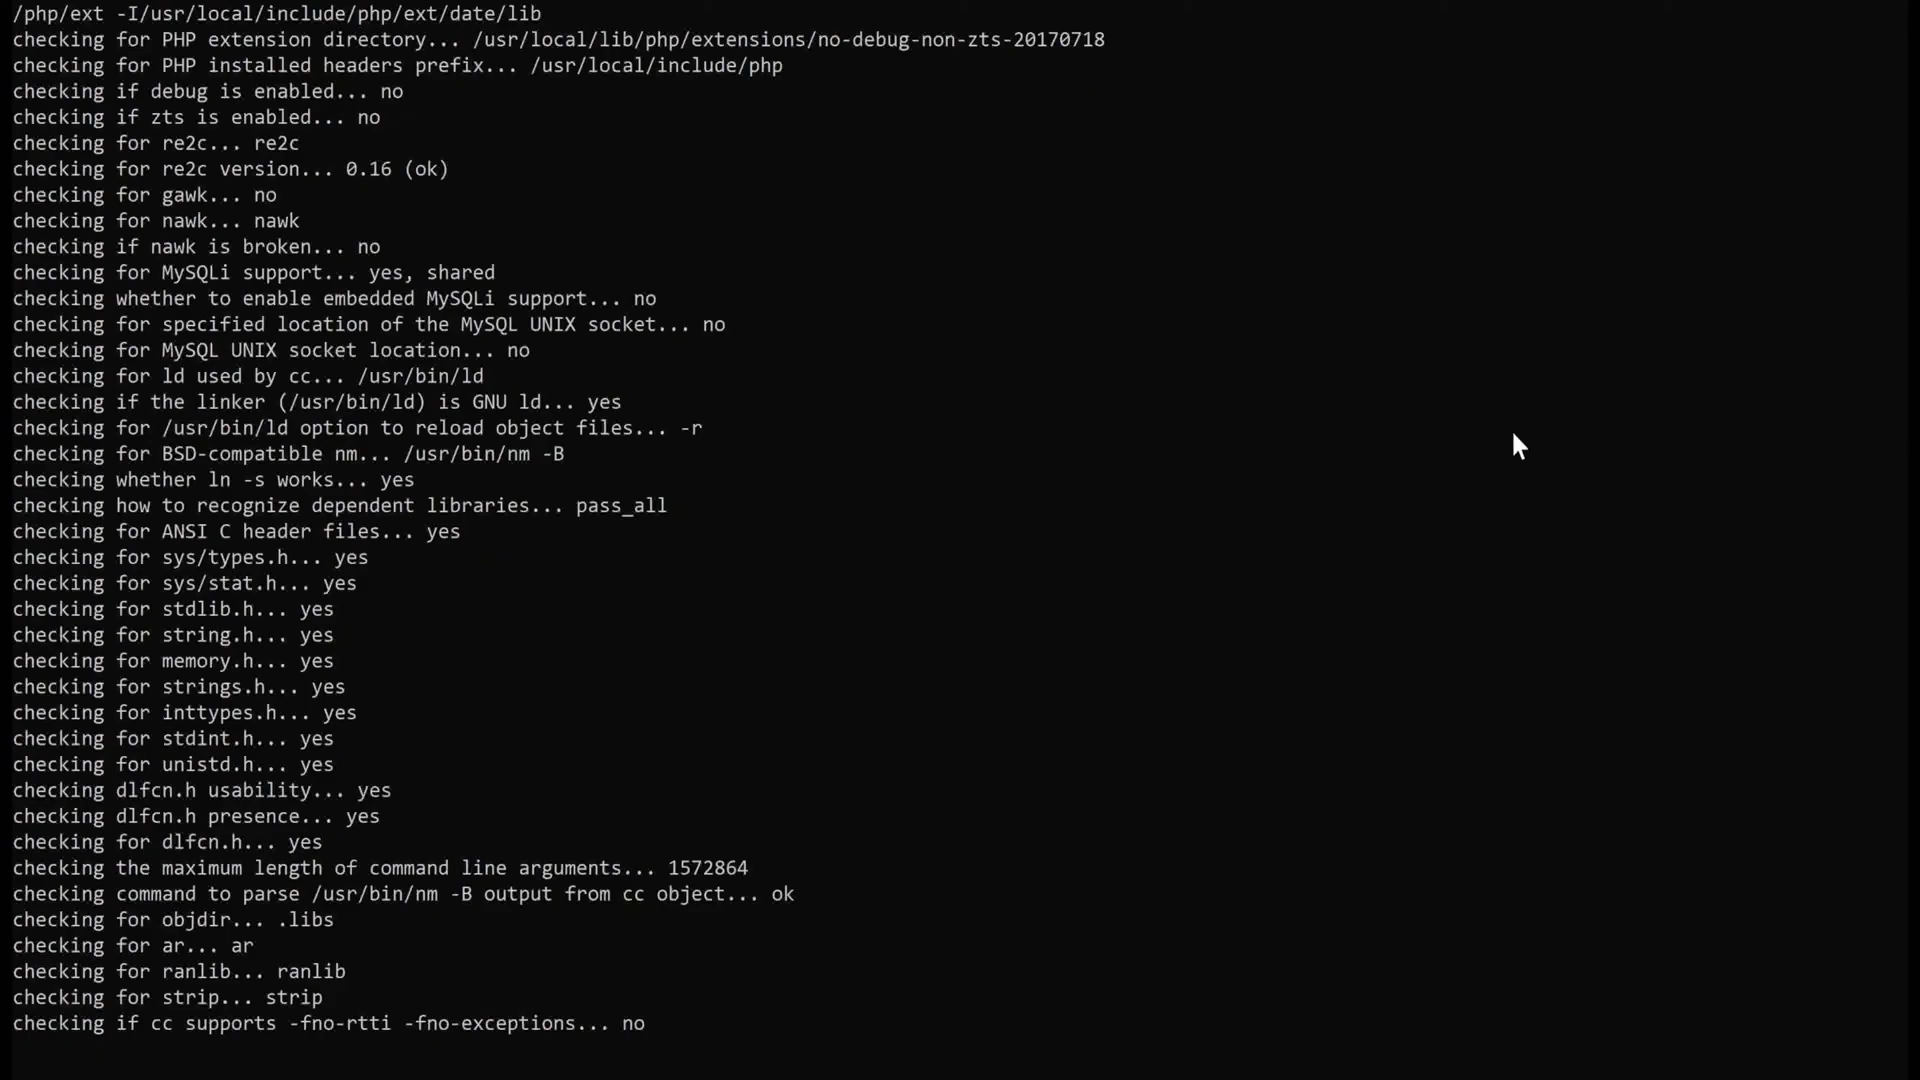 /php/ext -I/usr/local/include/php/ext/date/lib
checking for PHP extension directory... /usr/local/lib/php/extensions/no-debug-non-zts-20170718
checking for PHP installed headers prefix... /usr/local/include/php
checking if debug is enabled... no
checking if zts is enabled... no
checking for re2c... re2c
checking for re2c version... 0.16 (ok)
checking for gawk... no
checking for nawk... nawk
checking if nawk is broken... no
checking for MySQLi support... yes, shared
checking whether to enable embedded MySQLi support... no
checking for specified location of the MySQL UNIX socket... no
checking for MySQL UNIX socket location... no
checking for ld used by cc... /usr/bin/ld
checking if the linker (/usr/bin/ld) is GNU ld... yes
checking for /usr/bin/ld option to reload object files... -r
checking for BSD-compatible nm... /usr/bin/nm -B
checking whether ln -s works... yes
checking how to recognize dependent libraries... pass_all
checking for ANSI C header files... yes
checking for sys/types.h... yes
checking for sys/stat.h... yes
checking for stdlib.h... yes
checking for string.h... yes
checking for memory.h... yes
checking for strings.h... yes
checking for inttypes.h... yes
checking for stdint.h... yes
checking for unistd.h... yes
checking dlfcn.h usability... yes
checking dlfcn.h presence... yes
checking for dlfcn.h... yes
checking the maximum length of command line arguments... 1572864
checking command to parse /usr/bin/nm -B output from cc object... ok
checking for objdir... .libs
checking for ar... ar
checking for ranlib... ranlib
checking for strip... strip
checking if cc supports -fno-rtti -fno-exceptions... no